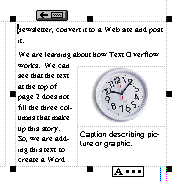 newsletter, convert it to a Web site and post
it.
We are learning about how Text Overflow
works. We can
see that the text
at the top of
page 2 does not
fill the three col-
umns that make
up this story.
So, we are add-
ing this text to
create a Word
Caption describing pic-
ture or graphic.
A